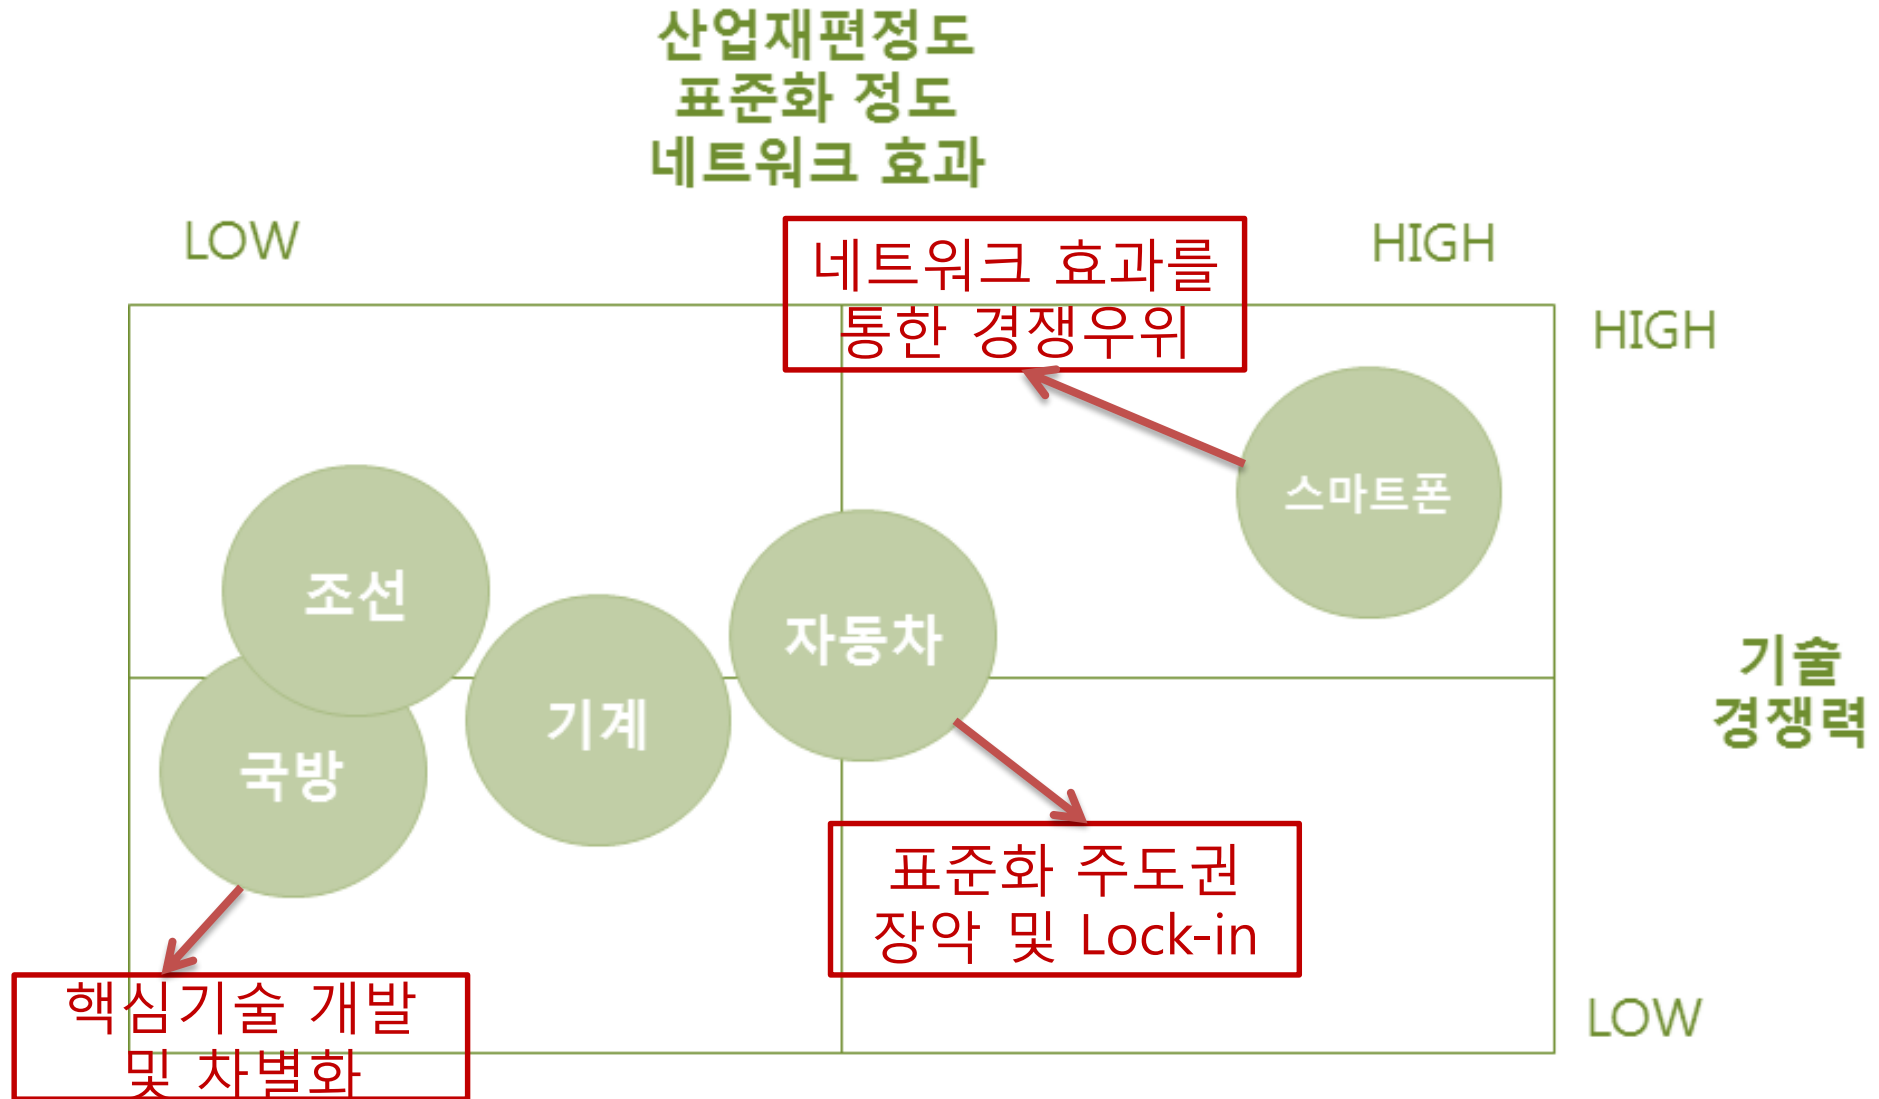 산업재편정도
표준화 정도
네트워크 효과
LOW
HIGH
네트워크 효과를
통한 경쟁우위
HIGH
스마트폰
조선
자동차
기계
국방
기술
경쟁력
표준화 주도권
장악 및 Lock-in
핵심기술 개발
및 차별화
LOW